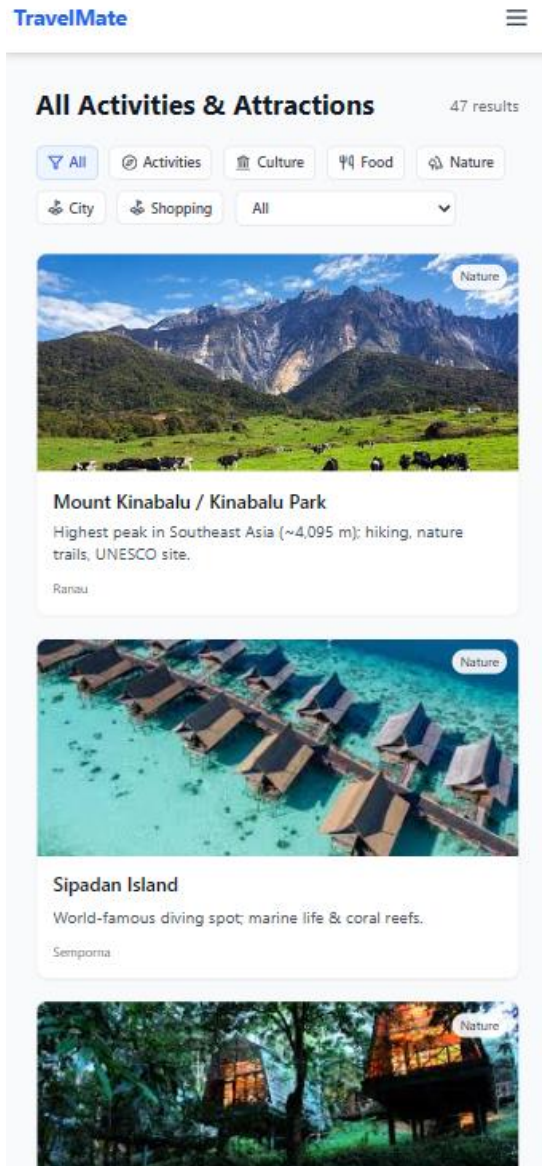 TravelMate
All Activities & Attractions
47 results
All
Activities
Culture
Food
Nature
City
Shopping
All
Nature
Mount Kinabalu / Kinabalu Park
Highest peak in Southeast Asia (~4,095 m); hiking, nature
trails, UNESCO site.
Ranau
Nature
Sipadan Island
World-famous diving spot; marine life & coral reefs.
Semporna
Nature